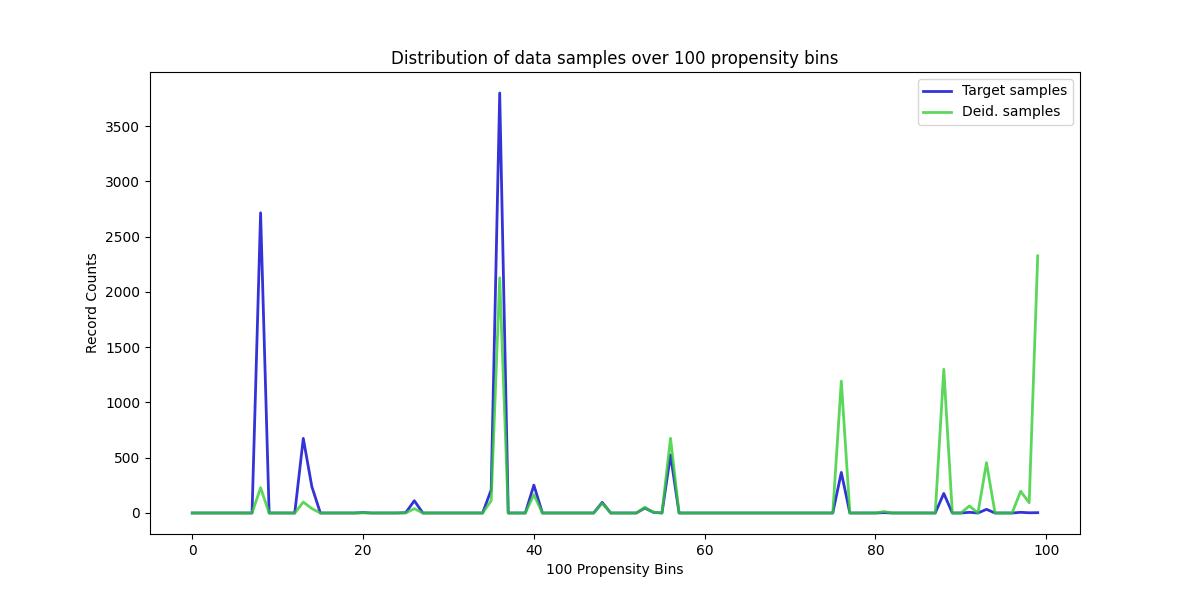 Distribution of data samples over 100 propensity bins
Target samples
Deid. samples
Record Counts
3500
3000
2500
2000
1500
1000
500
0
0 20 40 60 80 100
100 Propensity Bins